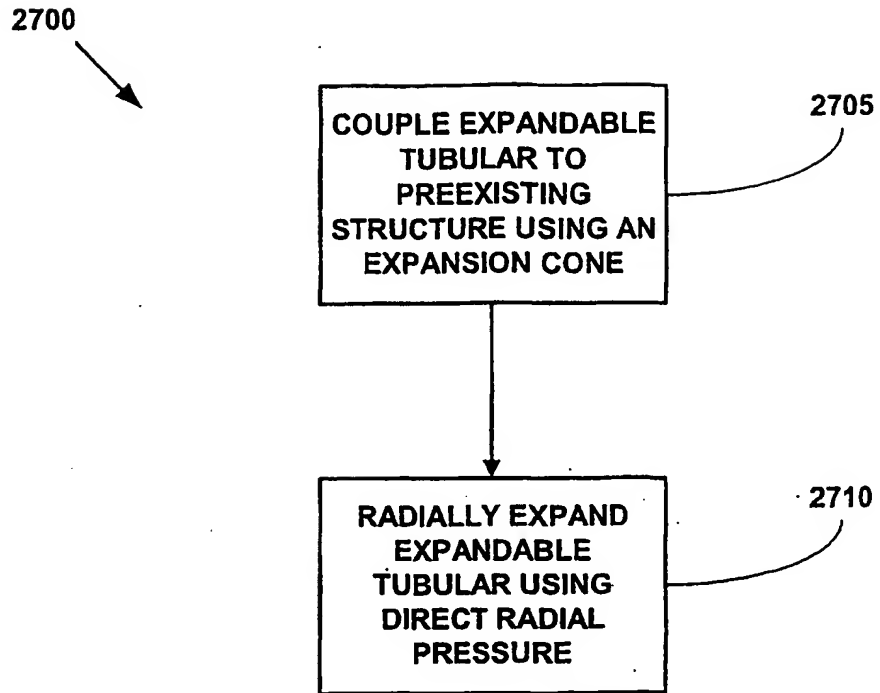 2700
COUPLE EXPANDABLE
TUBULAR TO
PREEXISTING
STRUCTURE USING AN
EXPANSION CONE
2705
RADIALLY EXPAND
EXPANDABLE
TUBULAR USING
DIRECT RADIAL
PRESSURE
2710